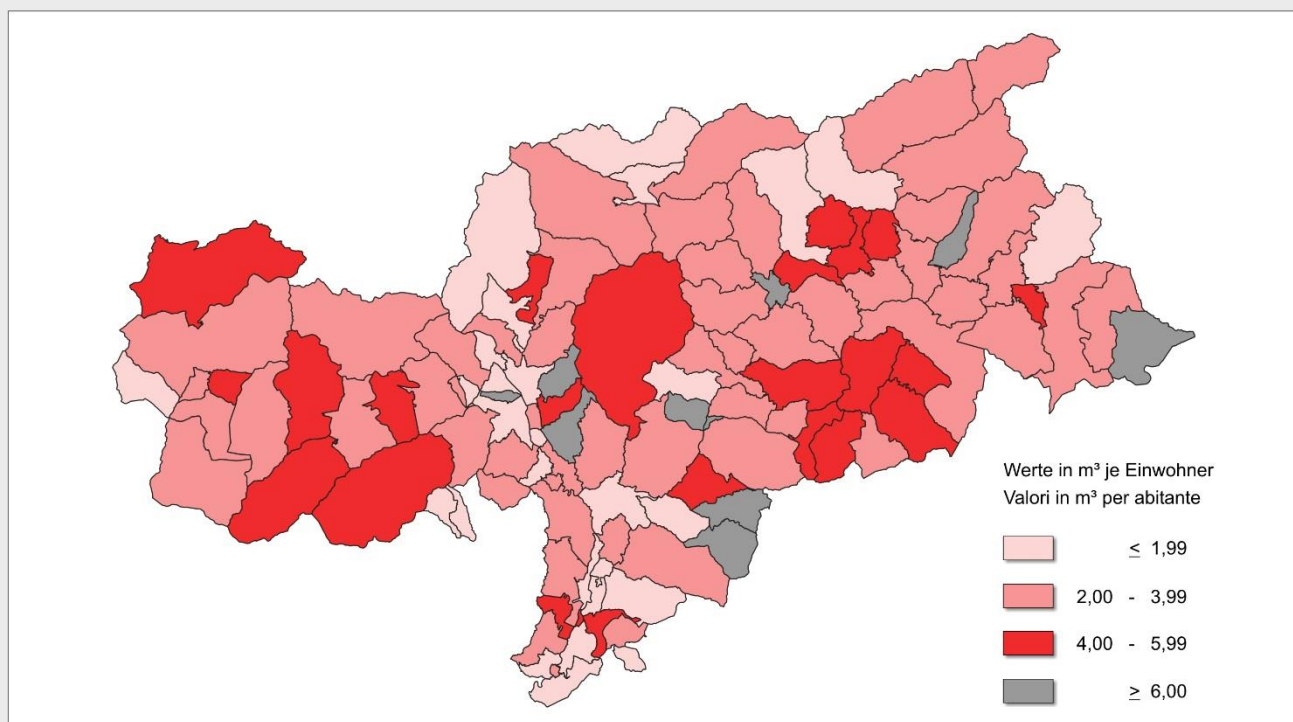 Werte in m³ je Einwohner
Valori in m³ per abitante
≤ 1,99
2,00 - 3,99
4,00 - 5,99
≥ 6,00